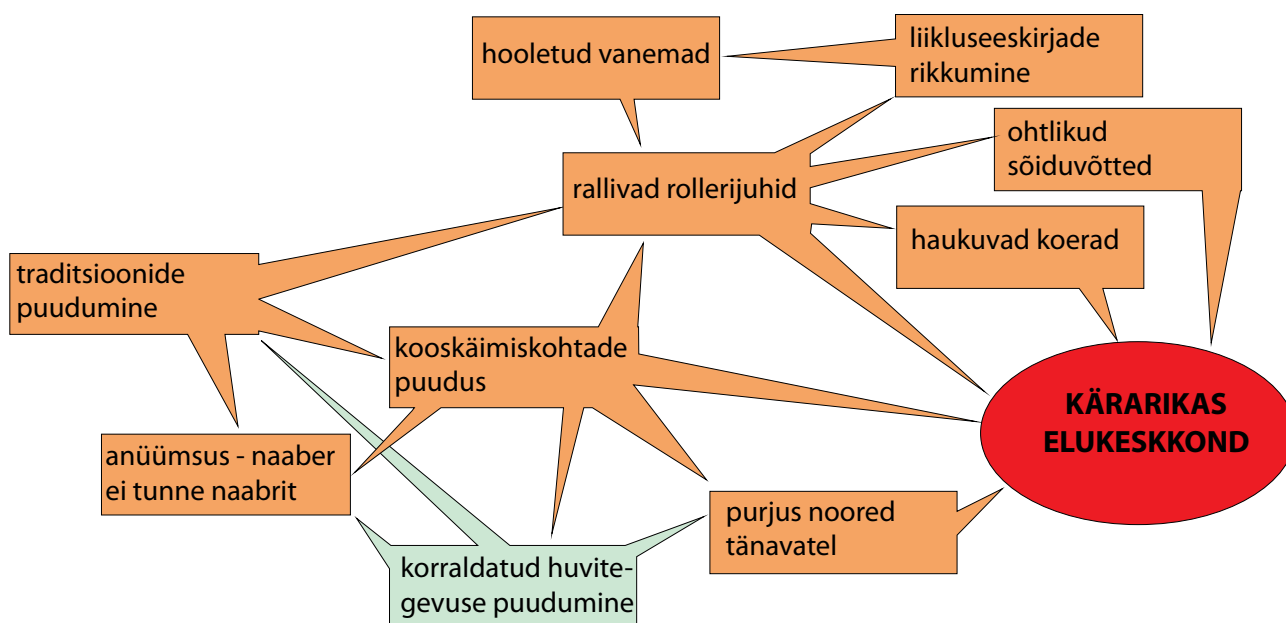 hooletud vanemad
liikluseeskirjade
rikkumine
ohtlikud
sõiduvõtted
rallivad rollerijuhid
haukuvad koerad
traditsioonide
puudumine
kooskäimiskohtade
puudus
KÄRARIKAS
ELUKESKKOND
anüümsus - naaber
ei tunne naabrit
purjus noored
tänavatel
korraldatud huvite-
gevuse puudumine